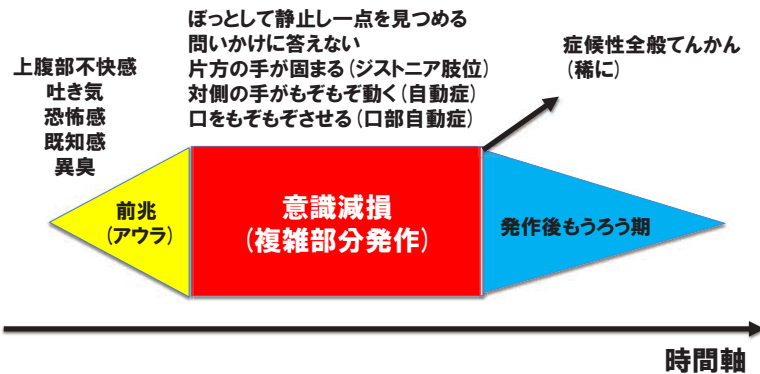 上腹部不快感
吐き気
恐怖感
既知感
異臭
ぼっとして静止し一点を見つめる
問いかけに答えない
片方の手が固まる（ジストニア肢位）
対側の手がもぞもぞ動く（自動症）
口をもぞもぞさせる（口部自動症）
症候性全般てんかん
（稀に）
前兆
（アウラ）
意識減損
（複雑部分発作）
発作後もうろう期
時間軸